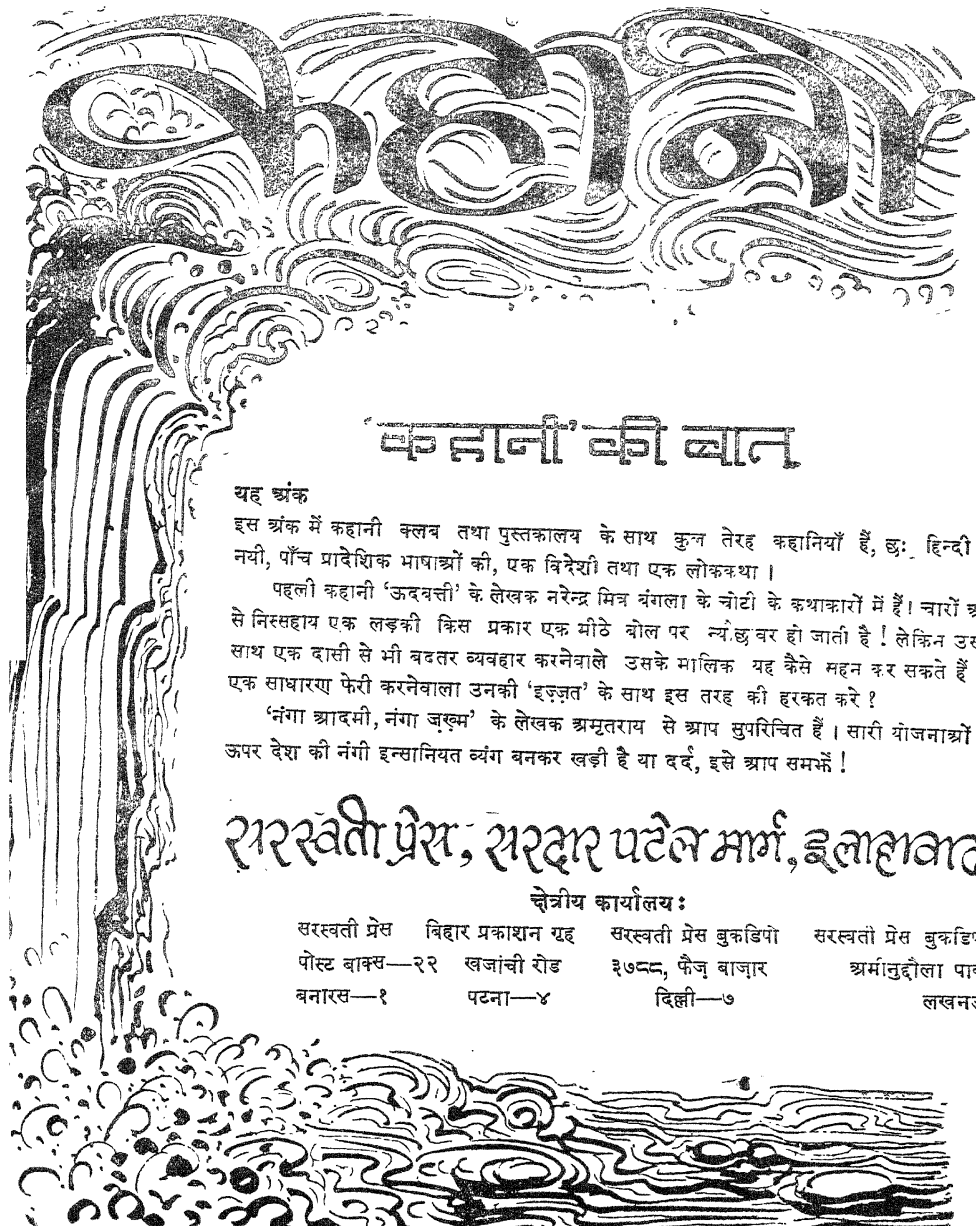 कहानी
'कहानी' की बात
यह अंक
इस अंक में कहानी क्लब तथा पुस्तकालय के साथ कुल तेरह कहानियाँ हैं, छः हिन्दी
नयी, पाँच प्रादेशिक भाषाओं की, एक विदेशी तथा एक लोककथा ।
पहली कहानी 'ऊदबत्ती' के लेखक नरेन्द्र मित्र बंगला के चोटी के कथाकारों में हैं! चारों
से निस्सहाय एक लड़की किस प्रकार एक मीठे बोल पर न्योछावर हो जाती है ! लेकिन
साथ एक दासी से भी बदतर व्यवहार करनेवाले उसके मालिक यह कैसे सहन कर सकते हैं
एक साधारण फेरी करनेवाला उनकी 'इज़्ज़त' के साथ इस तरह की हरकत करे ?
'नंगा आदमी, नंगा ज़ख़्म' के लेखक अमृतराय से आप सुपरिचित हैं । सारी योजनाओं
ऊपर देश की नंगी इन्सानियत व्यंग बनकर खड़ी है या दर्द, इसे आप समझें !
सरस्वती प्रेस, सरदार पटेल मार्ग, इलाहाबाद
क्षेत्रीय कार्यालय :
सरस्वती प्रेस बिहार प्रकाशन गृह सरस्वती प्रेस बुकडिपो सरस्वती प्रेस
पोस्ट बाक्स—२२ खजांची रोड ३७८८, फैज़ बाज़ार अमीनुद्दौला
बनारस—१ पटना—४ दिल्ली—७